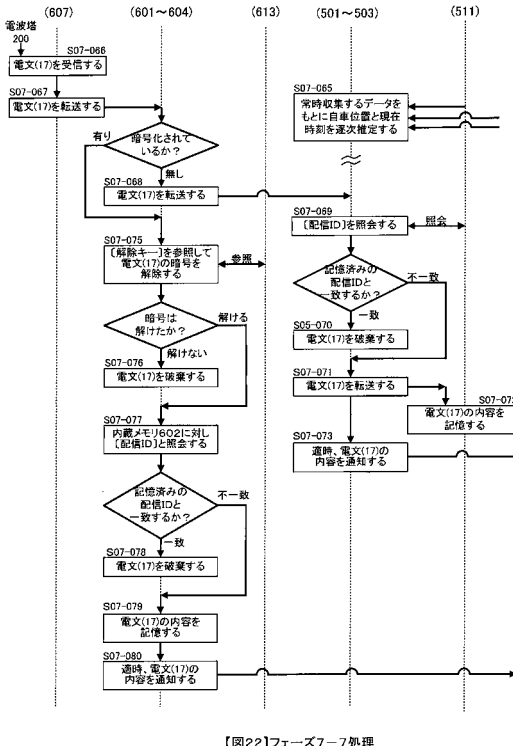 (607)
(601～604)
(613)
(501～503)
(511)
電波塔
200
S07-066
電文(17)を受信する
S07-067
電文(17)を転送する
有り
暗号化されて
いるか？
無し
S07-068
電文(17)を転送する
S07-065
常時収集するデータを
もとに自車位置と現在
時刻を逐次推定する
S07-069
[配信ID]を照会する
照会
記憶済みの
配信IDと
一致するか？
不一致
一致
S05-070
電文(17)を破棄する
S07-071
電文(17)を転送する
S07-072
電文(17)の内容を
記憶する
S07-073
適時、電文(17)の
内容を通知する
S07-075
[解除キー]を参照して
電文(17)の暗号を
解除する
参照
暗号は
解けたか？
解ける
解けない
S07-076
電文(17)を破棄する
S07-077
内蔵メモリ602に対し
[配信ID]と照会する
記憶済みの
配信IDと
一致するか？
不一致
一致
S07-078
電文(17)を破棄する
S07-079
電文(17)の内容を
記憶する
S07-080
適時、電文(17)の
内容を通知する
【図22】フェーズ7－7処理